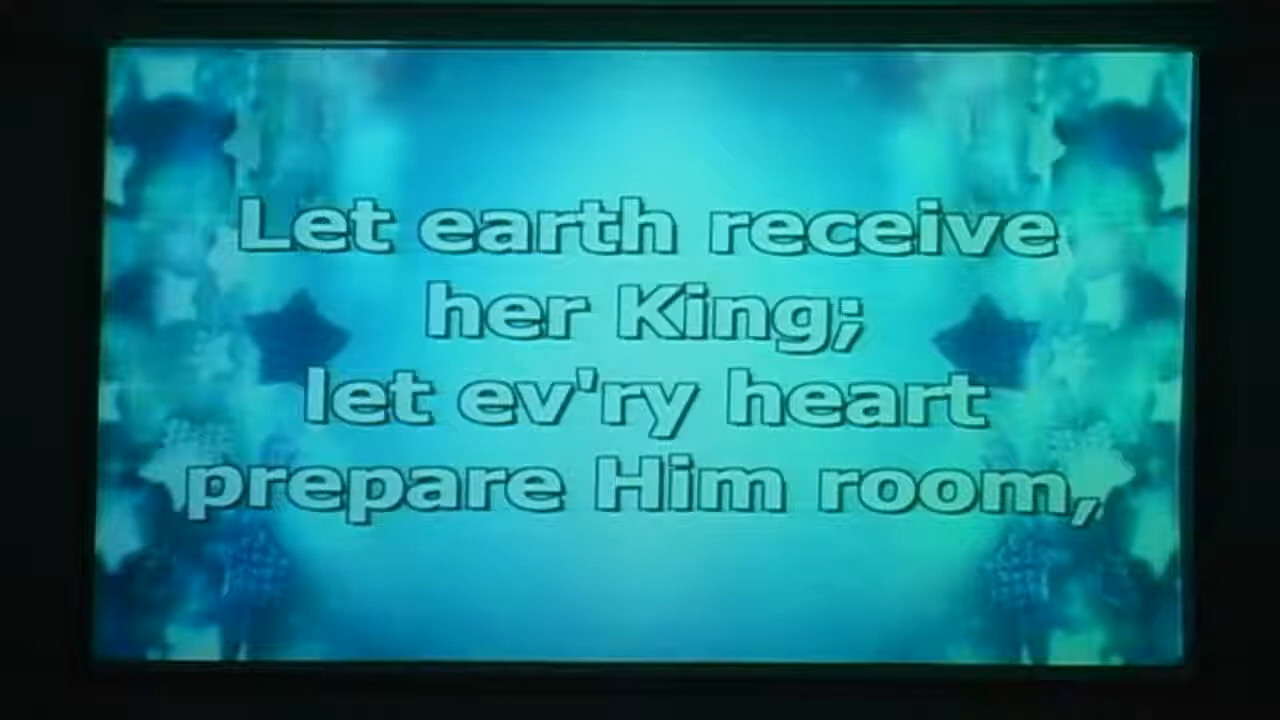 Let earth receive
her King;
let ev'ry heart
prepare Him room,